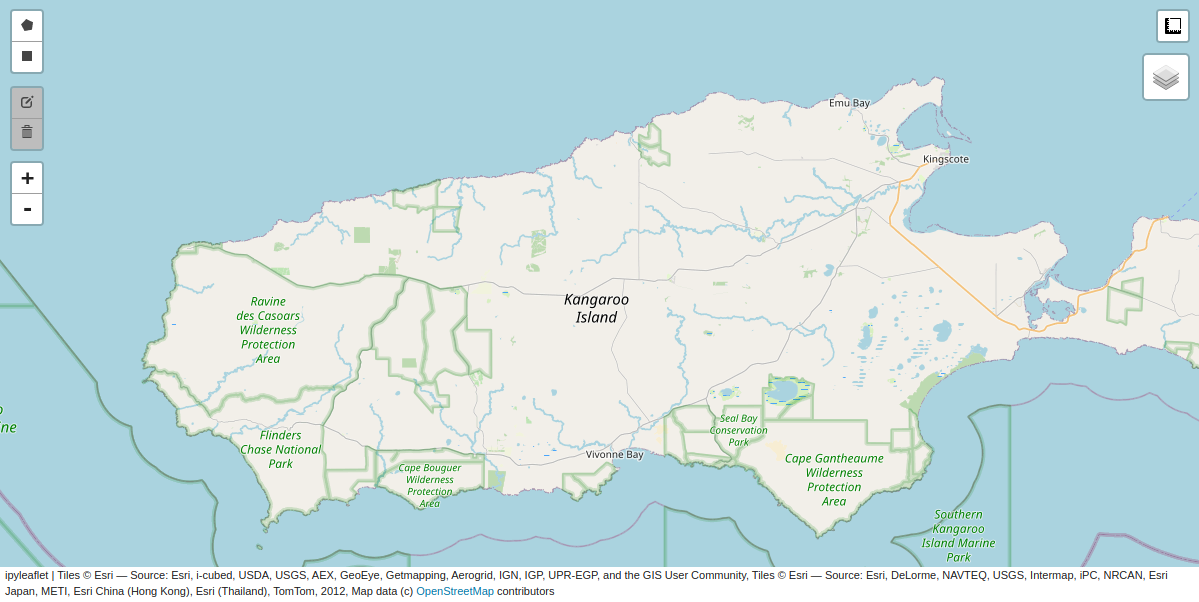 +
-
Emu Bay
Kingscote
Kangaroo
Island
Ravine
des Casoars
Wilderness
Protection
Area
Flinders
Chase National
Park
Cape Bouguer
Wilderness
Protection
Area
Vivonne Bay
Seal Bay
Conservation
Park
Cape Gantheaume
Wilderness
Protection
Area
Southern
Kangaroo
Island Marine
Park
ipyleaflet | Tiles © Esri — Source: Esri, i-cubed, USDA, USGS, AEX, GeoEye, Getmapping, Aerogrid, IGN, IGP, UPR-EGP, and the GIS User Community, Tiles © Esri — Source: Esri, DeLorme, NAVTEQ, USGS, Intermap, iPC, NRCAN, Esri
Japan, METI, Esri China (Hong Kong), Esri (Thailand), TomTom, 2012, Map data (c) OpenStreetMap contributors